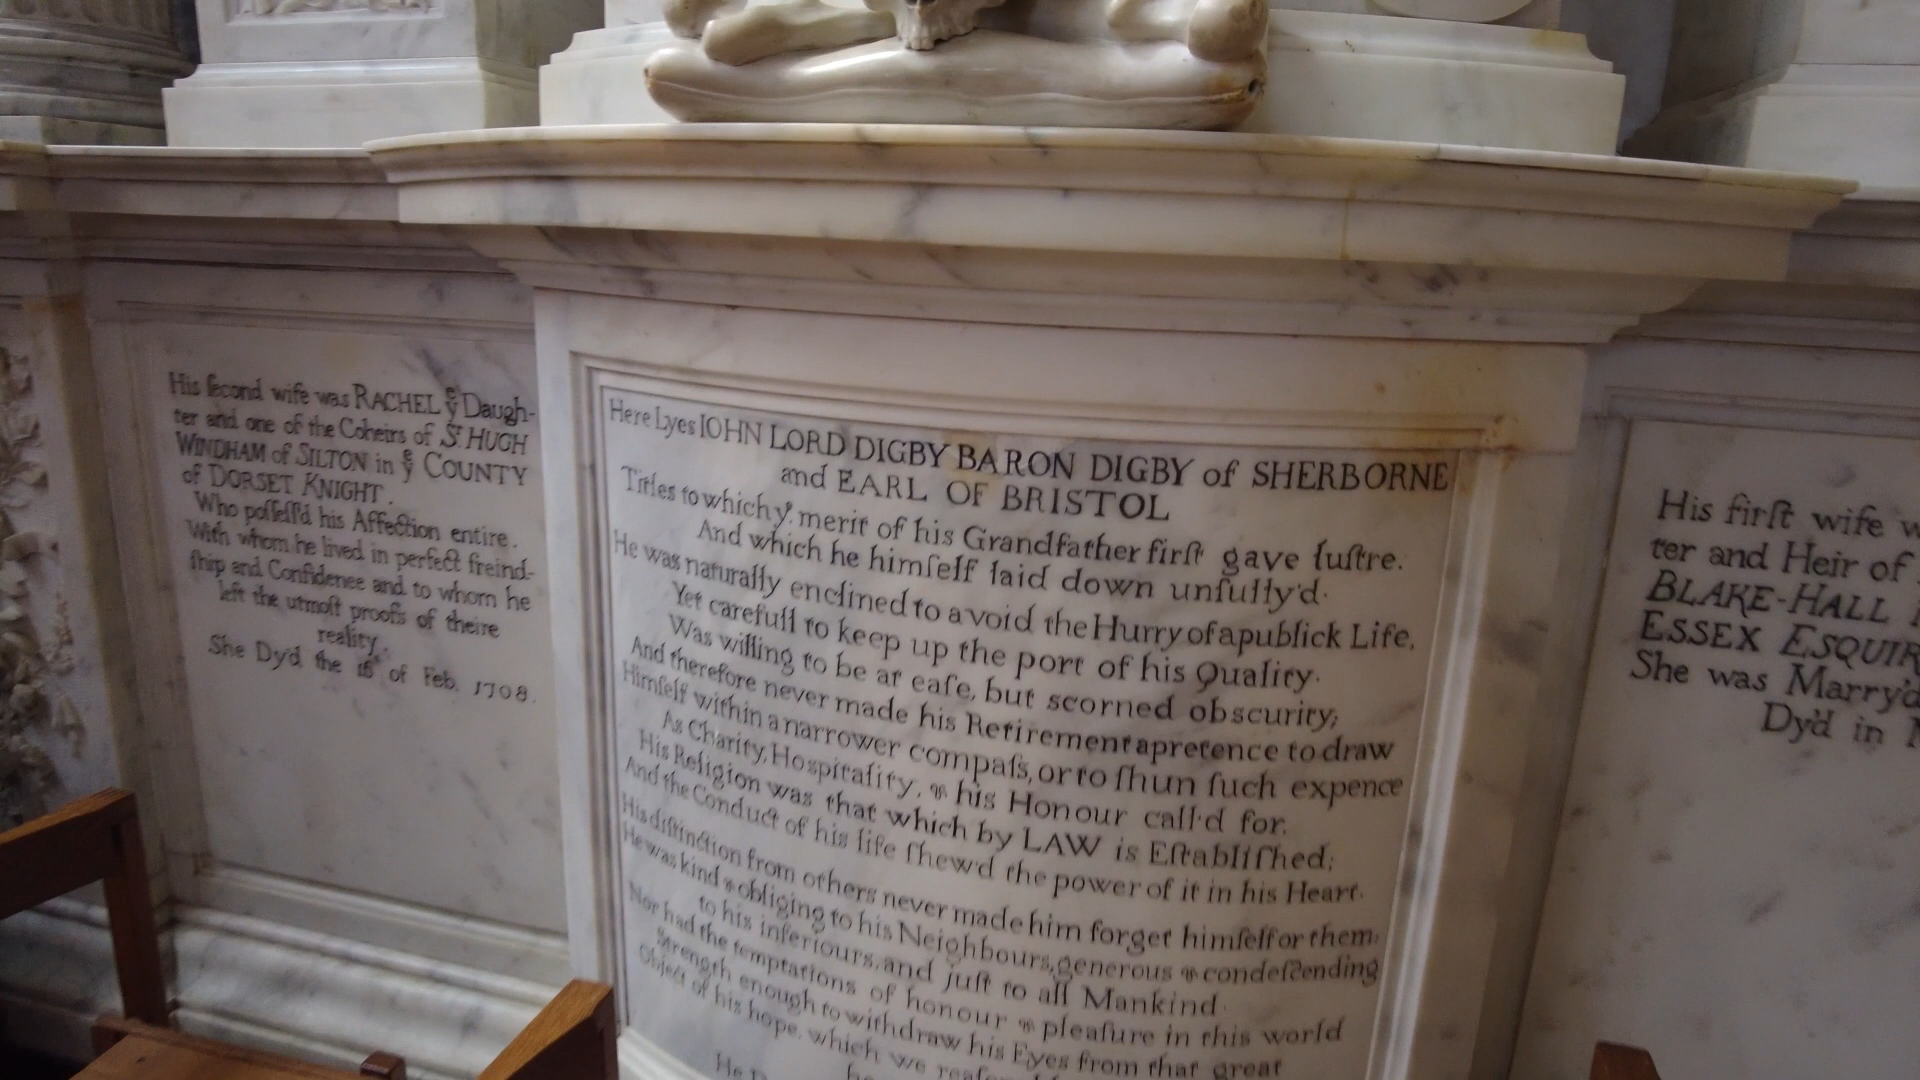 His ſecond wife was RACHEL yͤ Daugh-
ter and one of the Coheirs of Sͭ HUGH
WINDHAM of SILTON in yͤ COUNTY
of DORSET KNIGHT.
Who poſſeſſ'd his Affection entire.
With whom he lived in perfect freind-
ſhip and Confidence and to whom he
left the utmoſt proofs of theire
reality.
She Dy'd the 18 of Feb. 1708.
Here Lyes IOHN LORD DIGBY BARON DIGBY of SHERBORNE
and EARL OF BRISTOL
Titles to which yͤ merit of his Grandfather firſt gave luſtre.
And which he himſelf laid down unſully'd.
He was naturally enclined to avoid the Hurry of a publick Life,
Yet carefull to keep up the port of his Quality.
Was willing to be at eaſe, but scorned obscurity;
And therefore never made his Retirement a pretence to draw
Himſelf within a narrower compaſs, or to ſhun ſuch expence
As Charity, Hospitality, & his Honour call'd for.
His Religion was that which by LAW is Eſtabliſhed;
And the Conduct of his life ſhew'd the power of it in his Heart.
His diſtinction from others never made him forget himſelf or them.
He was kind & obliging to his Neighbours, generous & condeſcending
to his inferiours, and juſt to all Mankind.
Nor had the temptations of honour & pleaſure in this world
Strength enough to withdraw his Eyes from that great
Object of his hope, which we
He
His firſt wife
ter and Heir of
BLAKE-HALL
ESSEX ESQUIR
She was Marry'd
Dy'd in